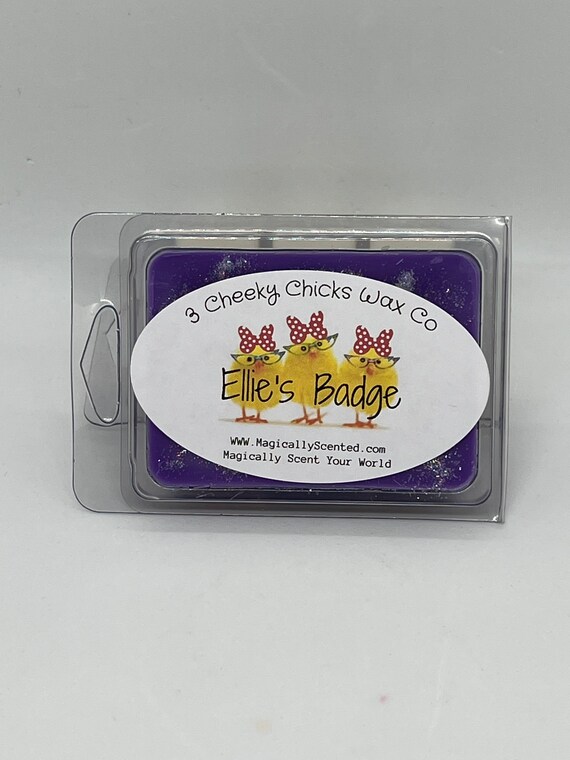 3 Cheeky Chicks Wax Co
Ellie's Badge
WWW.MagicallyScented.com
Magically Scent Your World